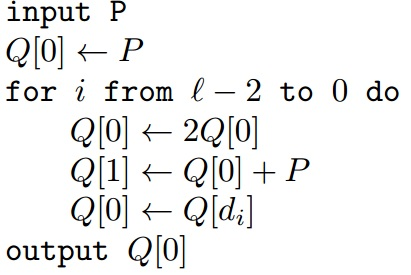 input P
Q[0] ← P
for i from ℓ − 2 to 0 do
Q[0] ← 2Q[0]
Q[1] ← Q[0] + P
Q[0] ← Q[d_i]
output Q[0]